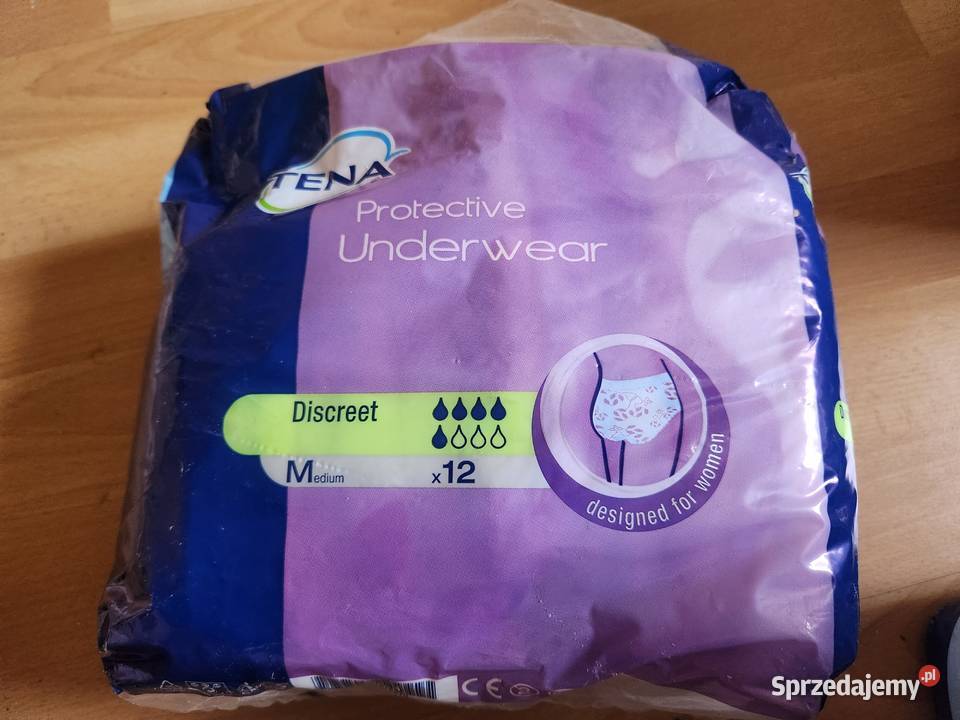 TENA
Protective
Underwear
Discreet
Medium x12
designed for women
CE
Sprzedajemy.pl